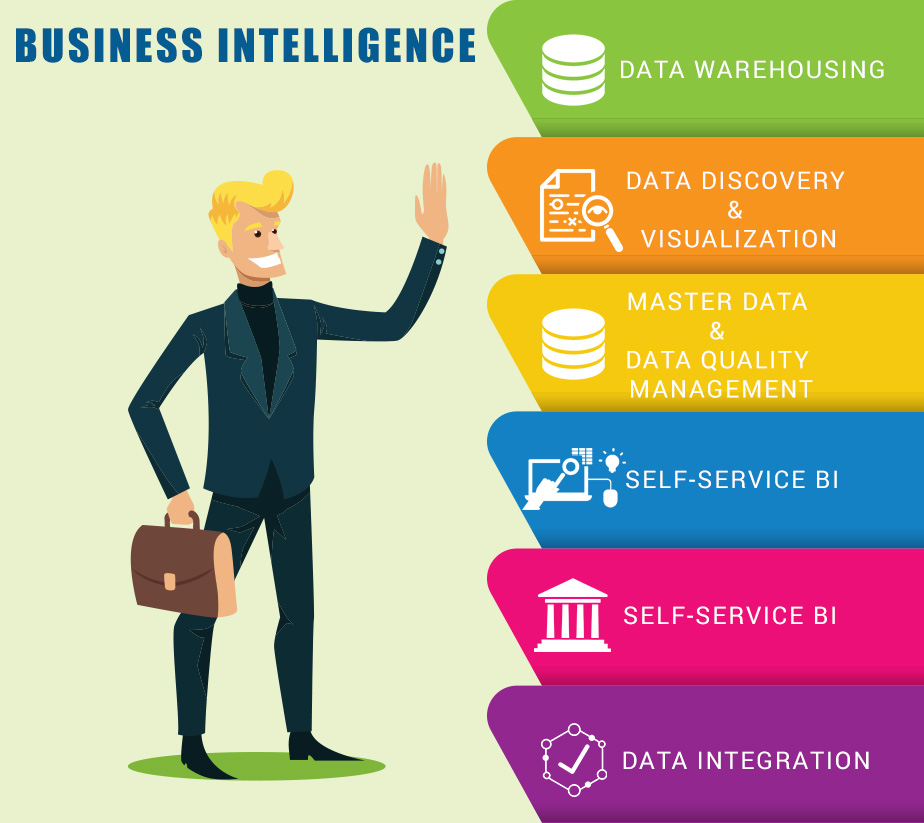 BUSINESS INTELLIGENCE
DATA WAREHOUSING
DATA DISCOVERY
&
VISUALIZATION
MASTER DATA
&
DATA QUALITY
MANAGEMENT
SELF-SERVICE BI
SELF-SERVICE BI
DATA INTEGRATION